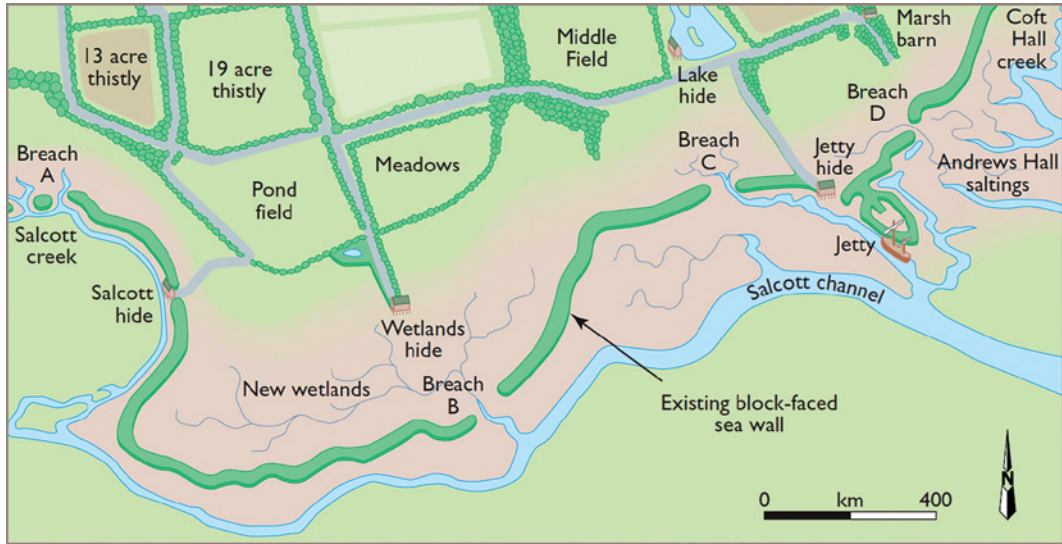 13 acre
thistly
19 acre
thistly
Middle
Field
Lake
hide
Marsh
barn
Coft
Hall
creek
Breach
D
Breach
A
Meadows
Breach
C
Jetty
hide
Andrews Hall
saltings
Pond
field
Salcott
creek
Jetty
Salcott
hide
Salcott channel
Wetlands
hide
New wetlands
Breach
B
Existing block-faced
sea wall
N
0 km 400